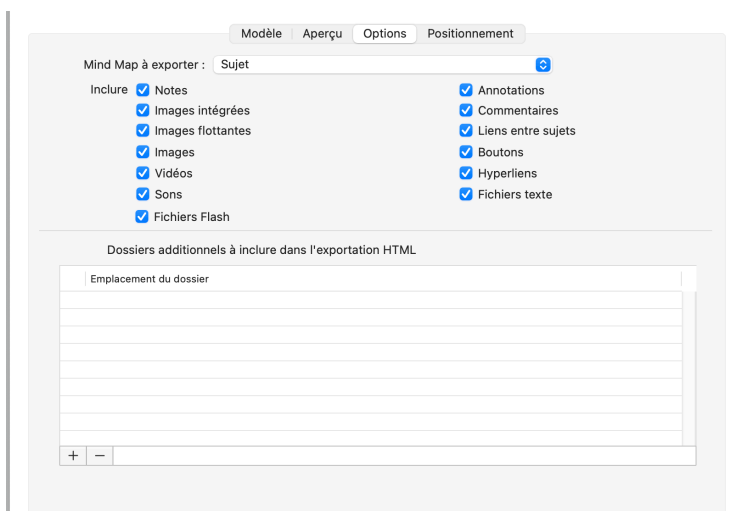 Modèle Aperçu Options Positionnement
Mind Map à exporter : Sujet
Inclure Notes Annotations
Images intégrées Commentaires
Images flottantes Liens entre sujets
Images Boutons
Vidéos Hyperliens
Sons Fichiers texte
Fichiers Flash
Dossiers additionnels à inclure dans l'exportation HTML
Emplacement du dossier
+ −